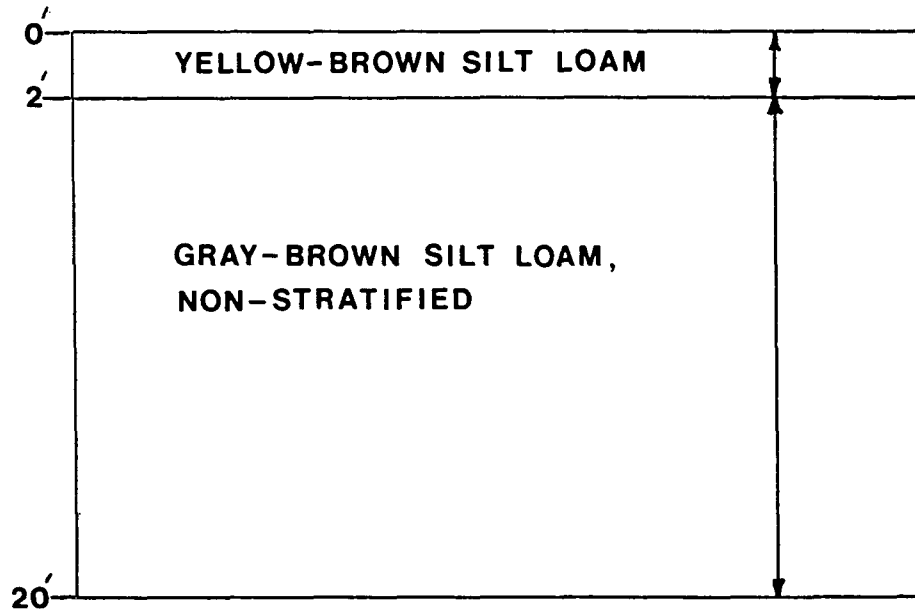 0′
YELLOW-BROWN SILT LOAM
2′
GRAY-BROWN SILT LOAM,
NON-STRATIFIED
20′